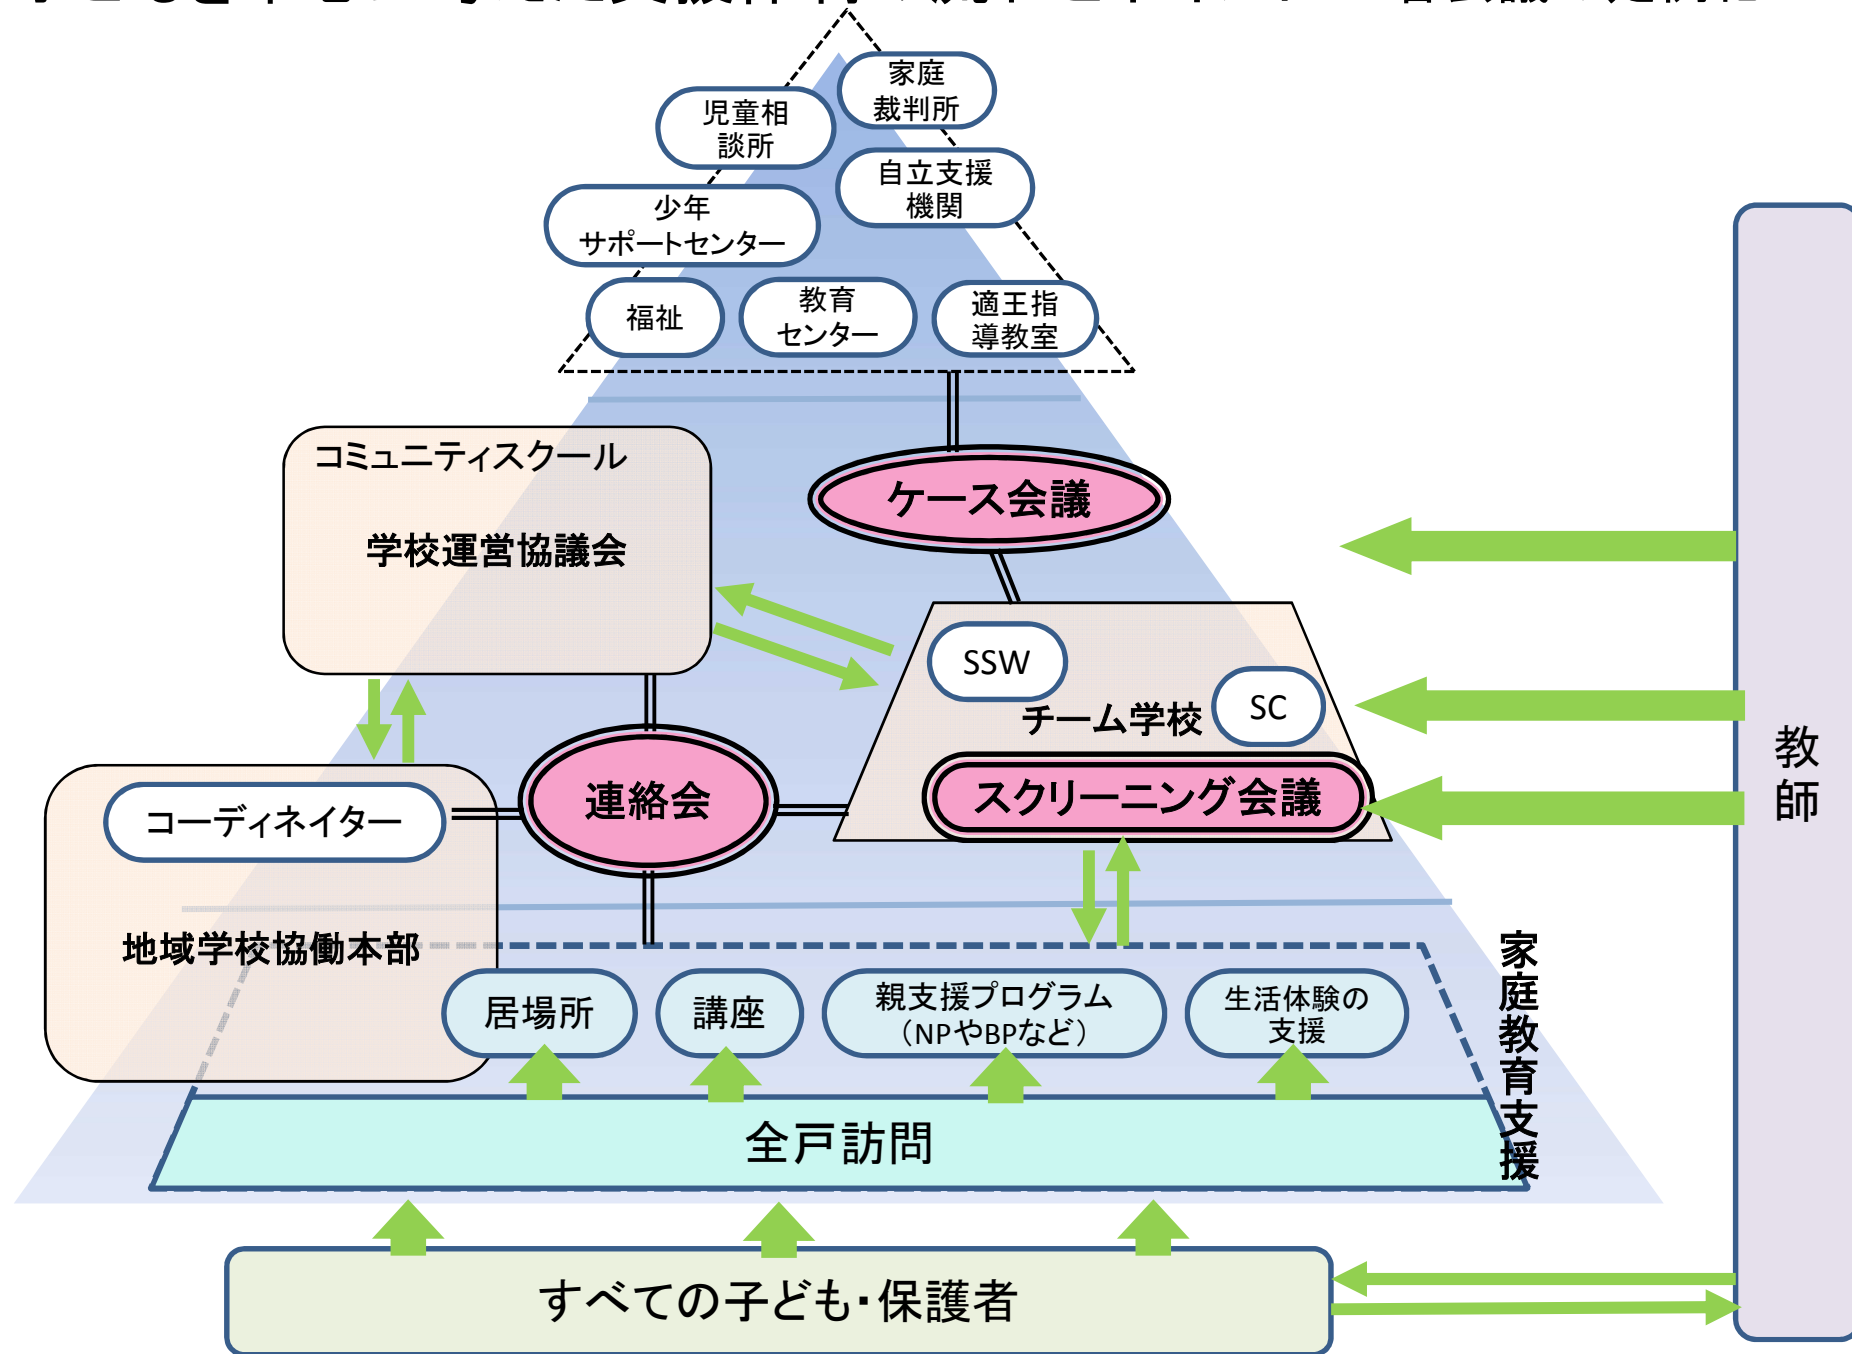 家庭
裁判所
児童相
談所
自立支援
機関
少年
サポートセンター
福祉
教育
センター
適王指
導教室
コミュニティスクール
学校運営協議会
ケース会議
SSW
SC
チーム学校
スクリーニング会議
連絡会
コーディネイター
地域学校協働本部
教師
家庭教育支援
居場所
講座
親支援プログラム
(NPやBPなど)
生活体験の
支援
全戸訪問
すべての子ども・保護者